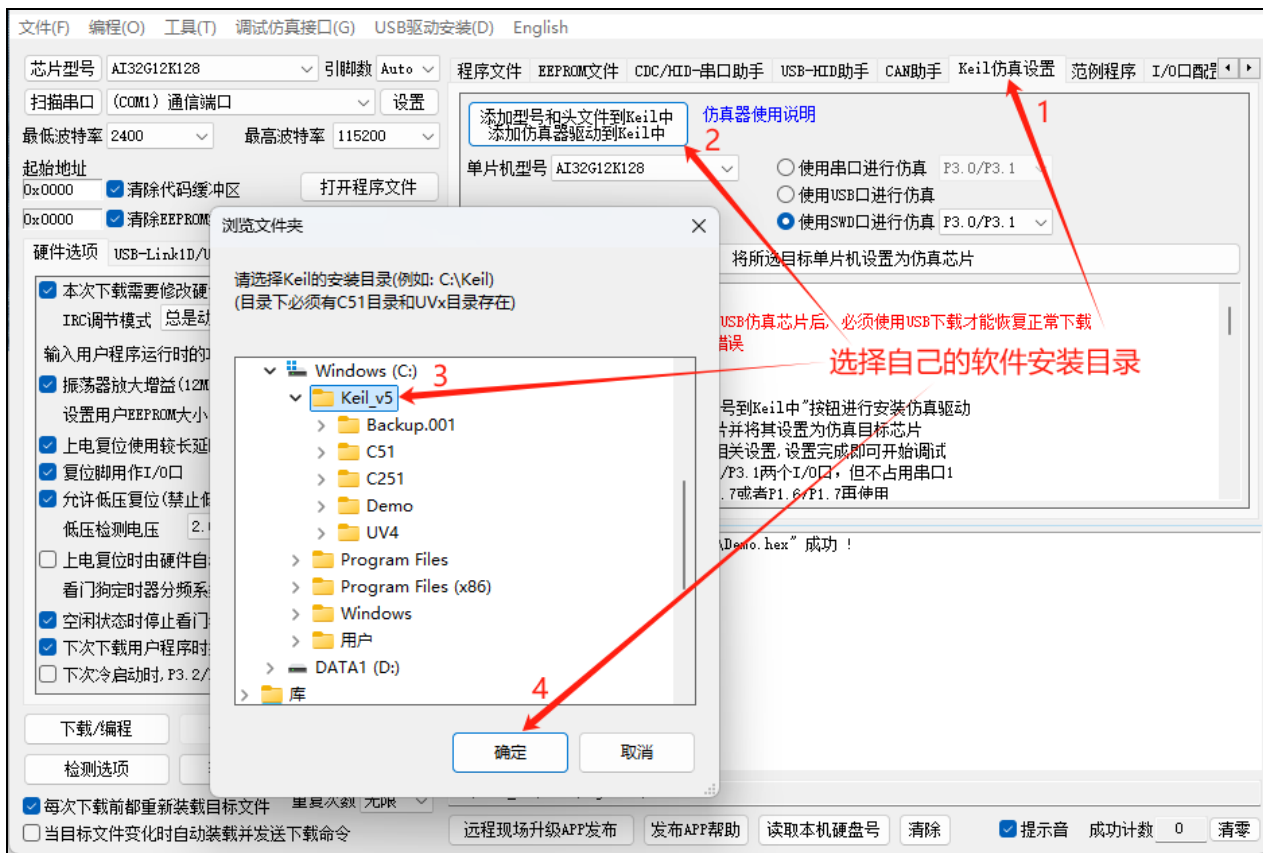 文件(F) 编程(O) 工具(T) 调试仿真接口(G) USB驱动安装(D) English
芯片型号 AI32G12K128 引脚数 Auto
扫描串口 (COM1) 通信端口 设置
最低波特率 2400 最高波特率 115200
起始地址
0x0000 清除代码缓冲区 打开程序文件
0x0000 清除EEPROM
硬件选项 USB-Link1D/U
本次下载需要修改硬
IRC调节模式 总是动
输入用户程序运行时的I
振荡器放大增益(12M
设置用户EEPROM大小
上电复位使用较长延
复位脚用作I/O口
允许低压复位(禁止低
低压检测电压 2.
上电复位时由硬件自
看门狗定时器分频系
空闲状态时停止看门
下次下载用户程序时
下次冷启动时,P3.2/
下载/编程
检测选项
每次下载前都重新装载目标文件 重复次数 无限
当目标文件变化时自动装载并发送下载命令
程序文件 EEPROM文件 CDC/HID-串口助手 USB-HID助手 CAN助手 Keil仿真设置 范例程序 I/O口配
1
添加型号和头文件到Keil中
添加仿真器驱动到Keil中
仿真器使用说明
2
单片机型号 AI32G12K128
使用串口进行仿真 P3.0/P3.1
使用USB口进行仿真
使用SWD口进行仿真 P3.0/P3.1
将所选目标单片机设置为仿真芯片
USB仿真芯片后，必须使用USB下载才能恢复正常下载
错误
选择自己的软件安装目录
号到Keil中"按钮进行安装仿真驱动
片并将其设置为仿真目标芯片
相关设置,设置完成即可开始调试
/P3.1两个I/O口，但不占用串口1
.7或者P1.6/P1.7再使用
\Demo.hex" 成功 !
浏览文件夹
请选择Keil的安装目录(例如: C:\Keil)
(目录下必须有C51目录和UVx目录存在)
Windows (C:)
3
Keil_v5
Backup.001
C51
C251
Demo
UV4
Program Files
Program Files (x86)
Windows
用户
DATA1 (D:)
库
4
确定 取消
远程现场升级APP发布 发布APP帮助 读取本机硬盘号 清除 提示音 成功计数 0 清零